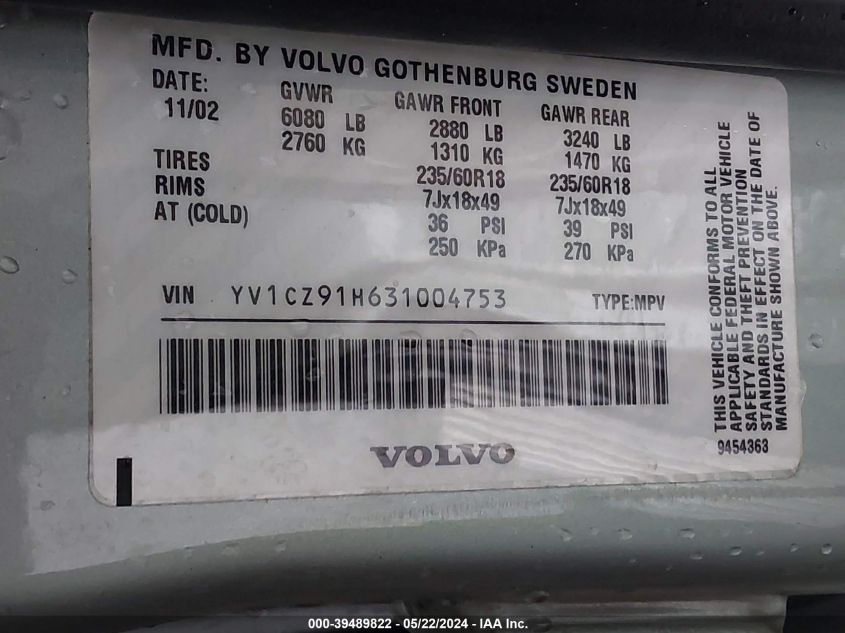 MFD. BY VOLVO GOTHENBURG SWEDEN
DATE: GVWR GAWR FRONT GAWR REAR
11/02 6080 LB 2880 LB 3240 LB
2760 KG 1310 KG 1470 KG
TIRES 235/60R18 235/60R18
RIMS 7Jx18x49 7Jx18x49
AT (COLD) 36 PSI 39 PSI
250 KPa 270 KPa
VIN YV1CZ91H631004753 TYPE:MPV
VOLVO
THIS VEHICLE CONFORMS TO ALL
APPLICABLE FEDERAL MOTOR VEHICLE
SAFETY AND THEFT PREVENTION
STANDARDS IN EFFECT ON THE DATE OF
MANUFACTURE SHOWN ABOVE.
9454363
000-39489822 - 05/22/2024 - IAA Inc.